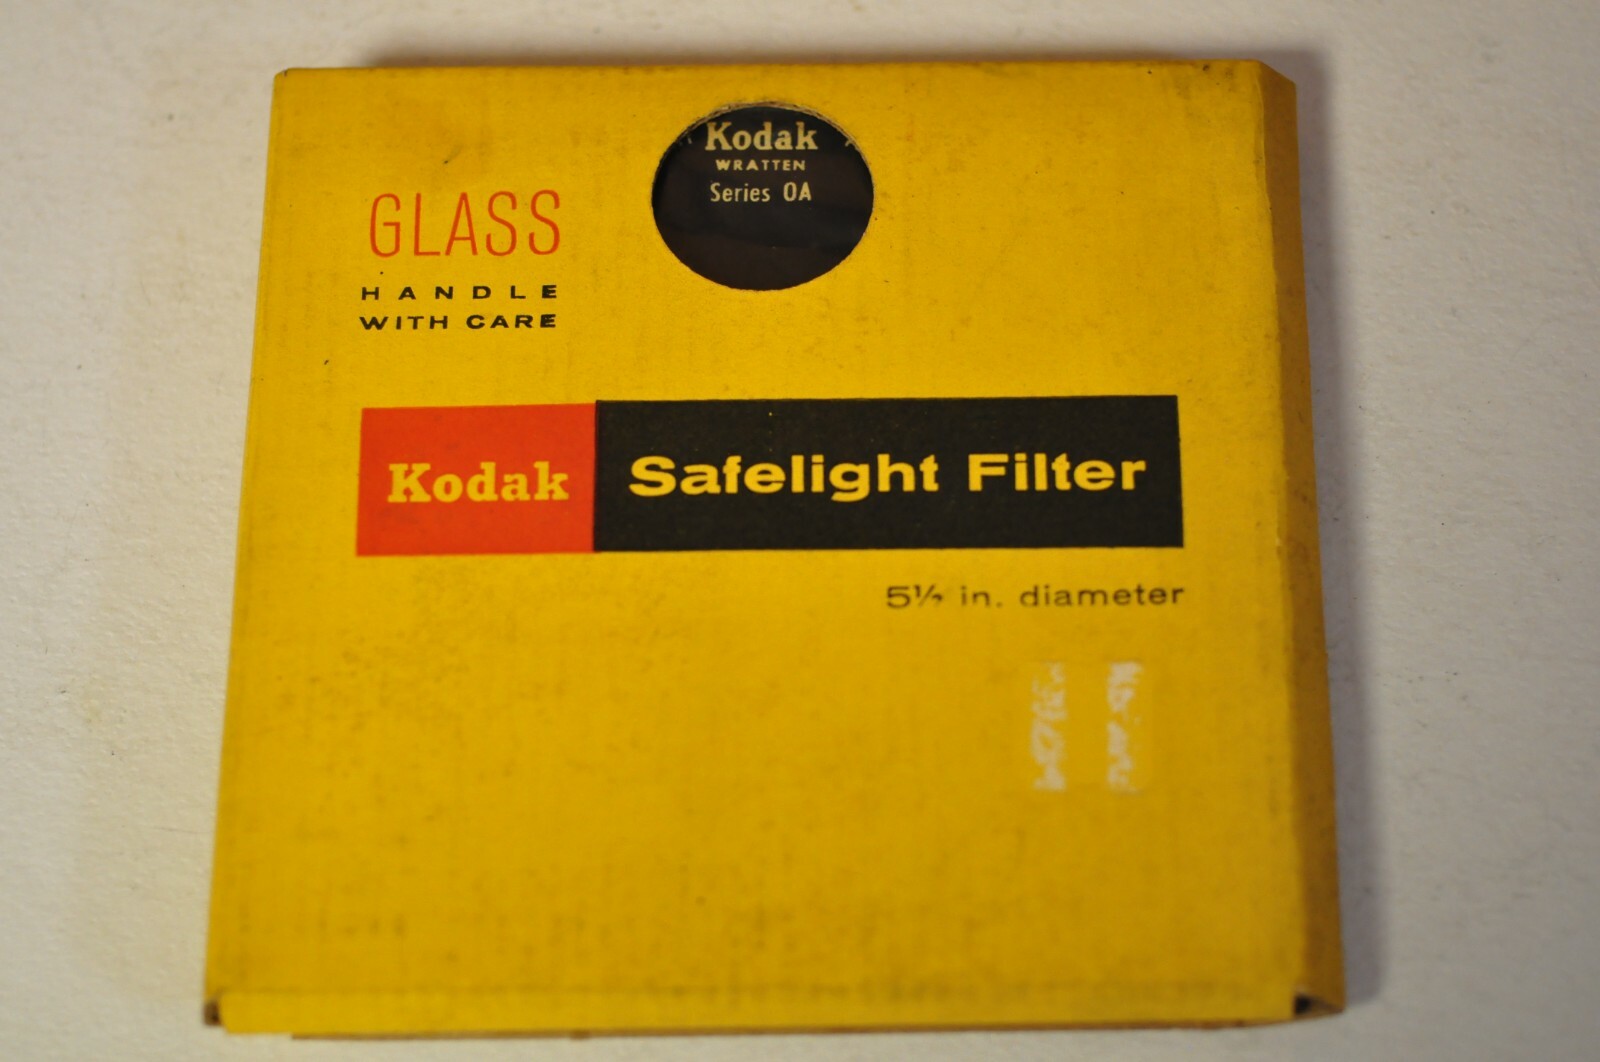 Kodak
WRATTEN
Series OA
GLASS
HANDLE
WITH CARE
Kodak Safelight Filter
5½ in. diameter